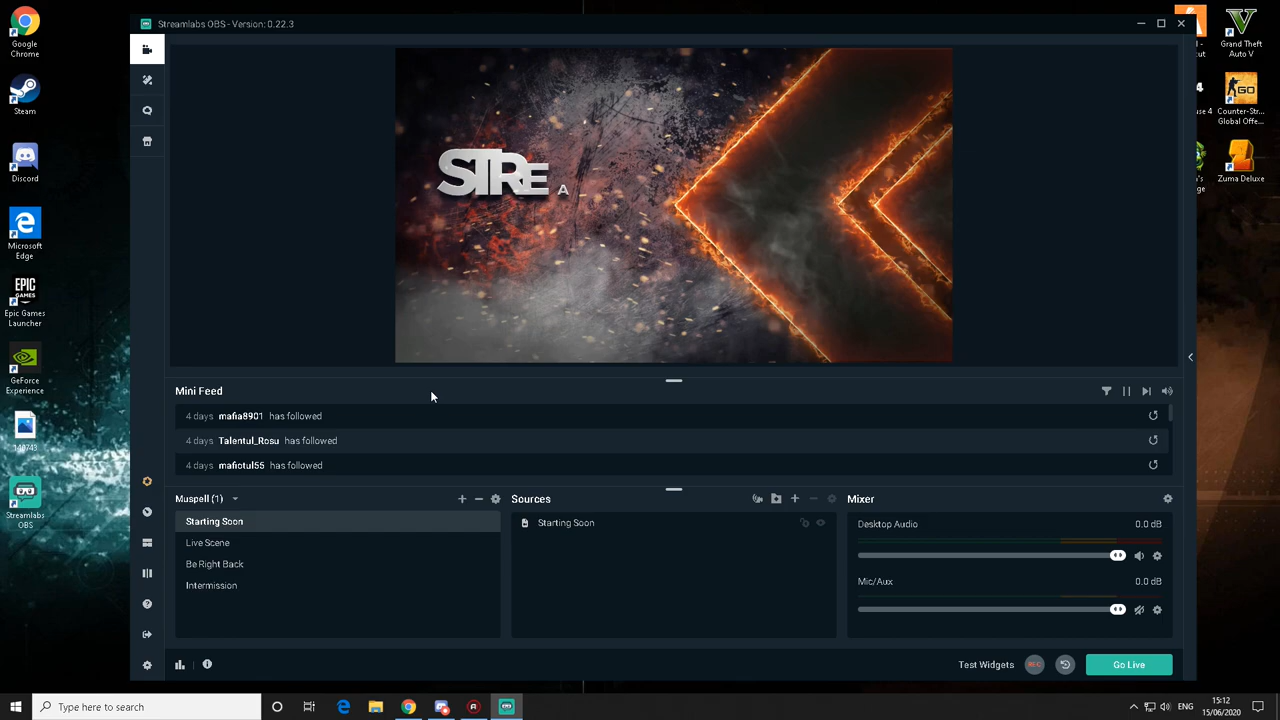 Streamlabs OBS - Version: 0.22.3
Google
Chrome
Steam
Discord
Microsoft
Edge
EPIC
GAMES
Epic Games
Launcher
GeForce
Experience
140743
Streamlabs
OBS
STRE A
Grand Theft
Auto V
GO
Counter-Str...
Global Offe...
Zuma Deluxe
Mini Feed
4 days mafia8901 has followed
4 days Talentul_Rosu has followed
4 days mafiotul55 has followed
Muspell (1)
Starting Soon
Live Scene
Be Right Back
Intermission
Sources
Starting Soon
Mixer
Desktop Audio 0.0 dB
Mic/Aux 0.0 dB
Test Widgets
REC
Go Live
Type here to search
ENG
15:12
15/06/2020